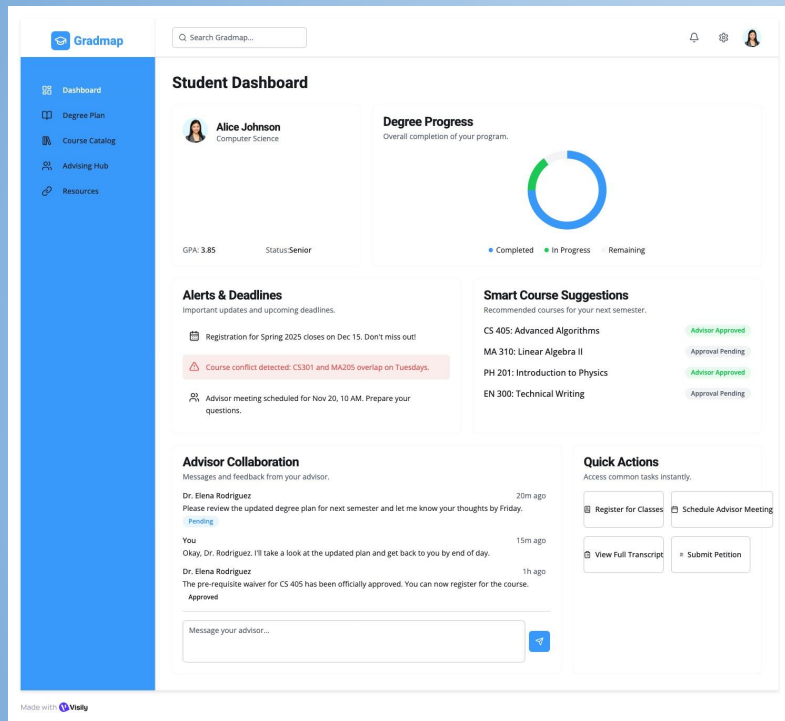 Gradmap
Search Gradmap...
Dashboard
Degree Plan
Course Catalog
Advising Hub
Resources
Student Dashboard
Alice Johnson
Computer Science
GPA: 3.85 Status:Senior
Degree Progress
Overall completion of your program.
Completed In Progress Remaining
Alerts & Deadlines
Important updates and upcoming deadlines.
Registration for Spring 2025 closes on Dec 15. Don't miss out!
Course conflict detected: CS301 and MA205 overlap on Tuesdays.
Advisor meeting scheduled for Nov 20, 10 AM. Prepare your
questions.
Smart Course Suggestions
Recommended courses for your next semester.
CS 405: Advanced Algorithms Advisor Approved
MA 310: Linear Algebra II Approval Pending
PH 201: Introduction to Physics Advisor Approved
EN 300: Technical Writing Approval Pending
Advisor Collaboration
Messages and feedback from your advisor.
Dr. Elena Rodriguez 20m ago
Please review the updated degree plan for next semester and let me know your thoughts by Friday.
Pending
You 15m ago
Okay, Dr. Rodriguez. I'll take a look at the updated plan and get back to you by end of day.
Dr. Elena Rodriguez 1h ago
The pre-requisite waiver for CS 405 has been officially approved. You can now register for the course.
Approved
Message your advisor...
Quick Actions
Access common tasks instantly.
Register for Classes Schedule Advisor Meeting
View Full Transcript Submit Petition
Made with Visily